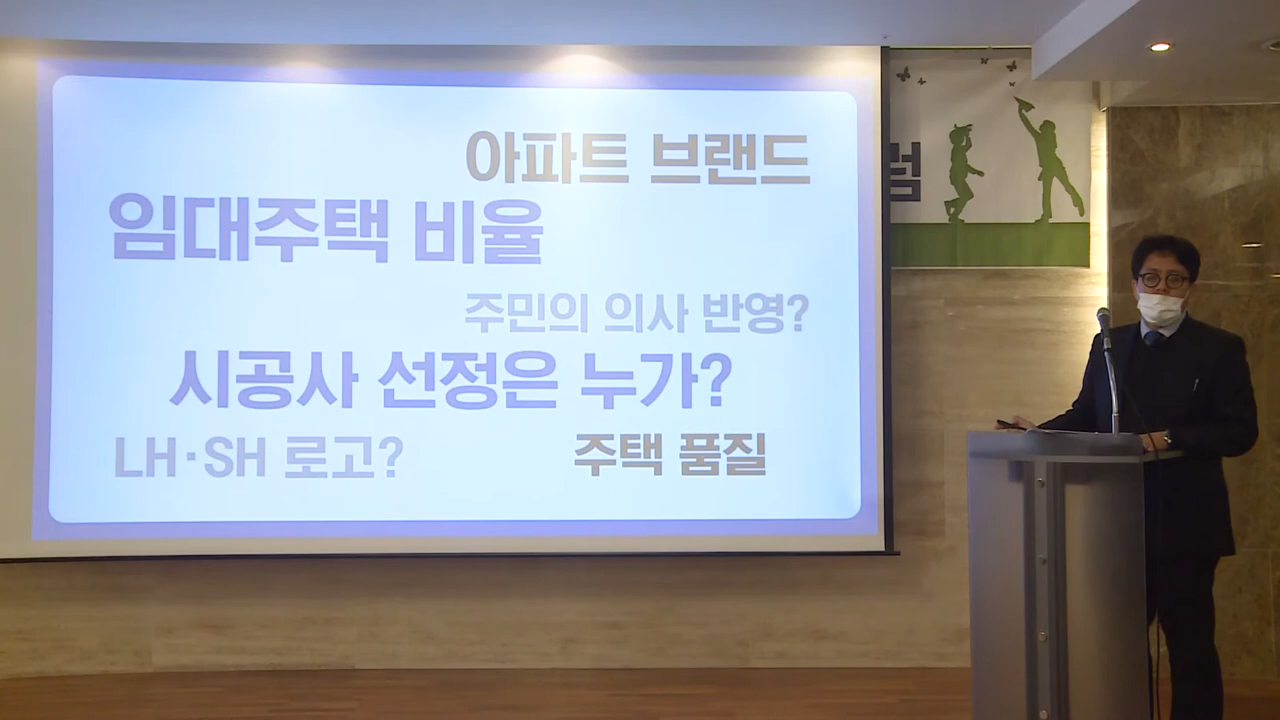 아파트 브랜드
임대주택 비율
주민의 의사 반영?
시공사 선정은 누가?
LH·SH 로고?
주택 품질
럼